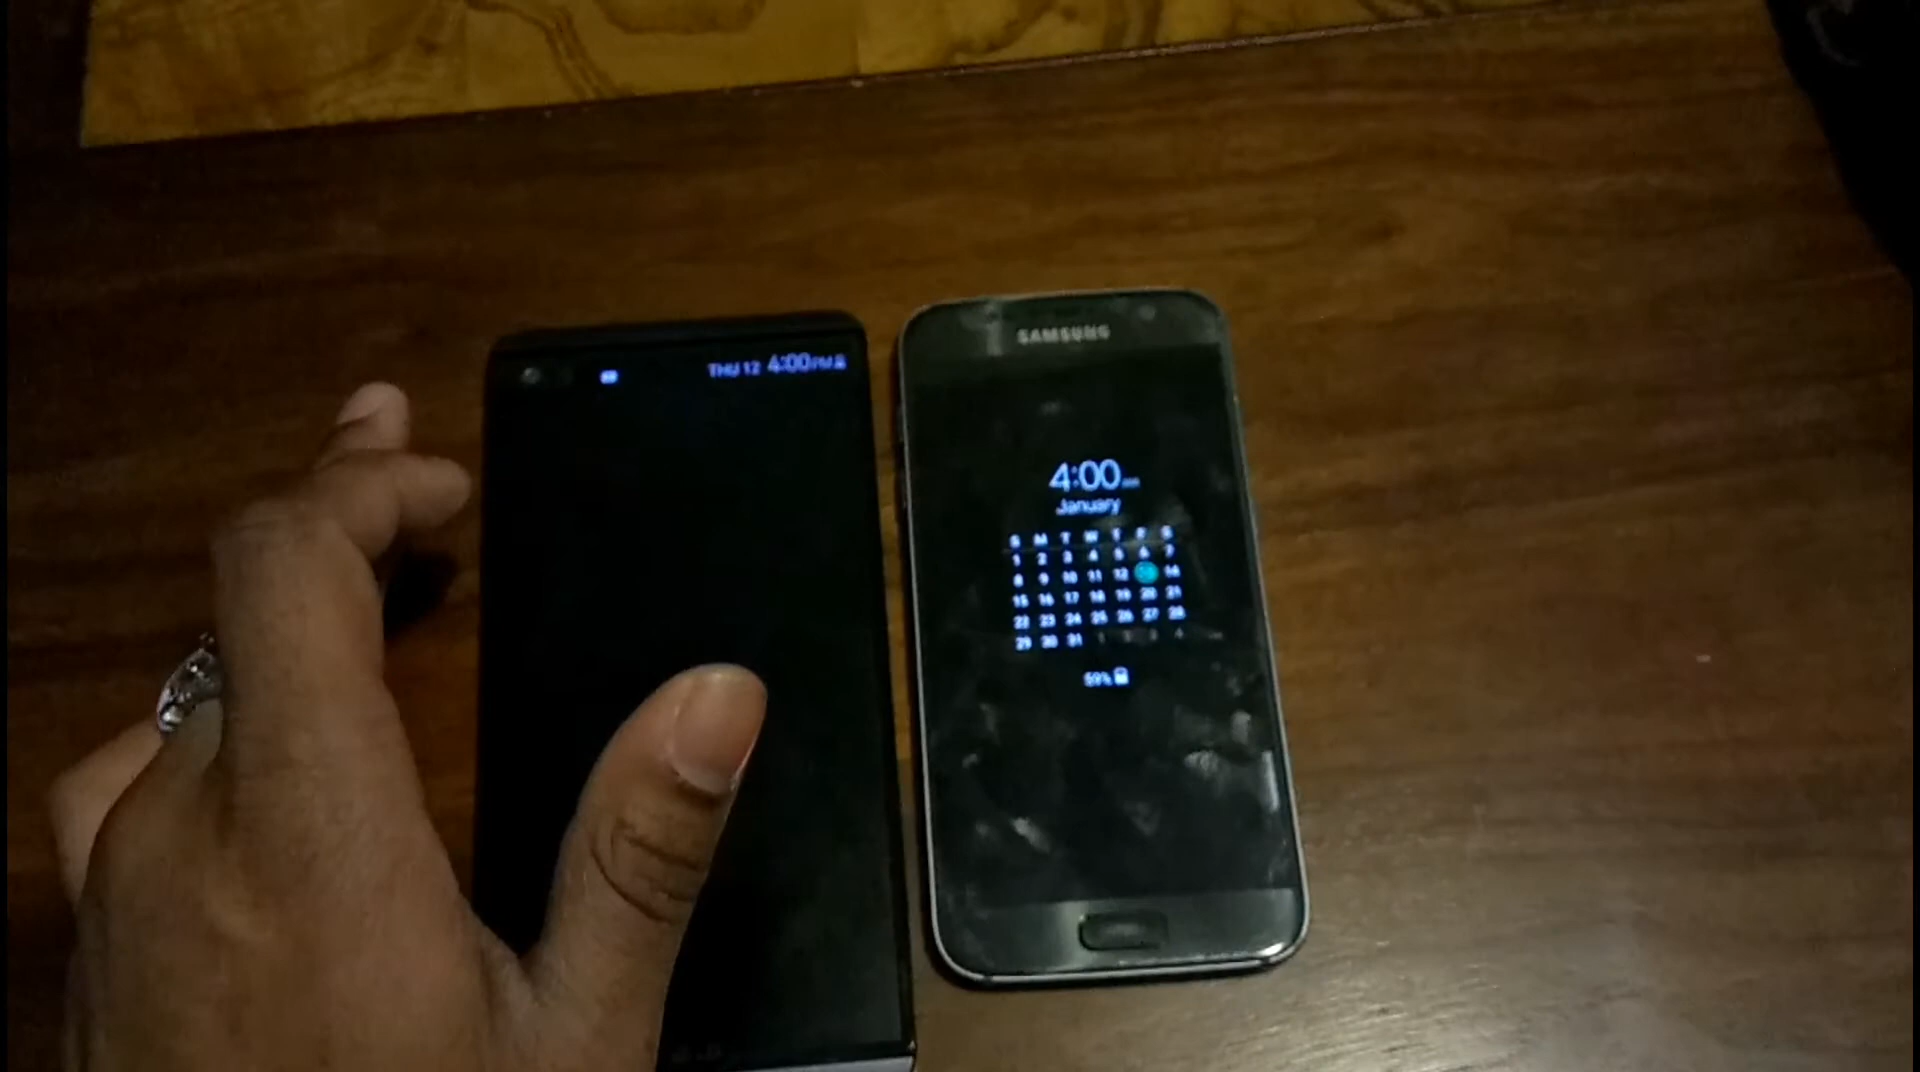 THU 12 4:00PM
SAMSUNG
4:00
January
S M T W T F S
1 2 3 4 5 6 7
8 9 10 11 12 13 14
15 16 17 18 19 20 21
22 23 24 25 26 27 28
29 30 31 1 2 3 4
59%